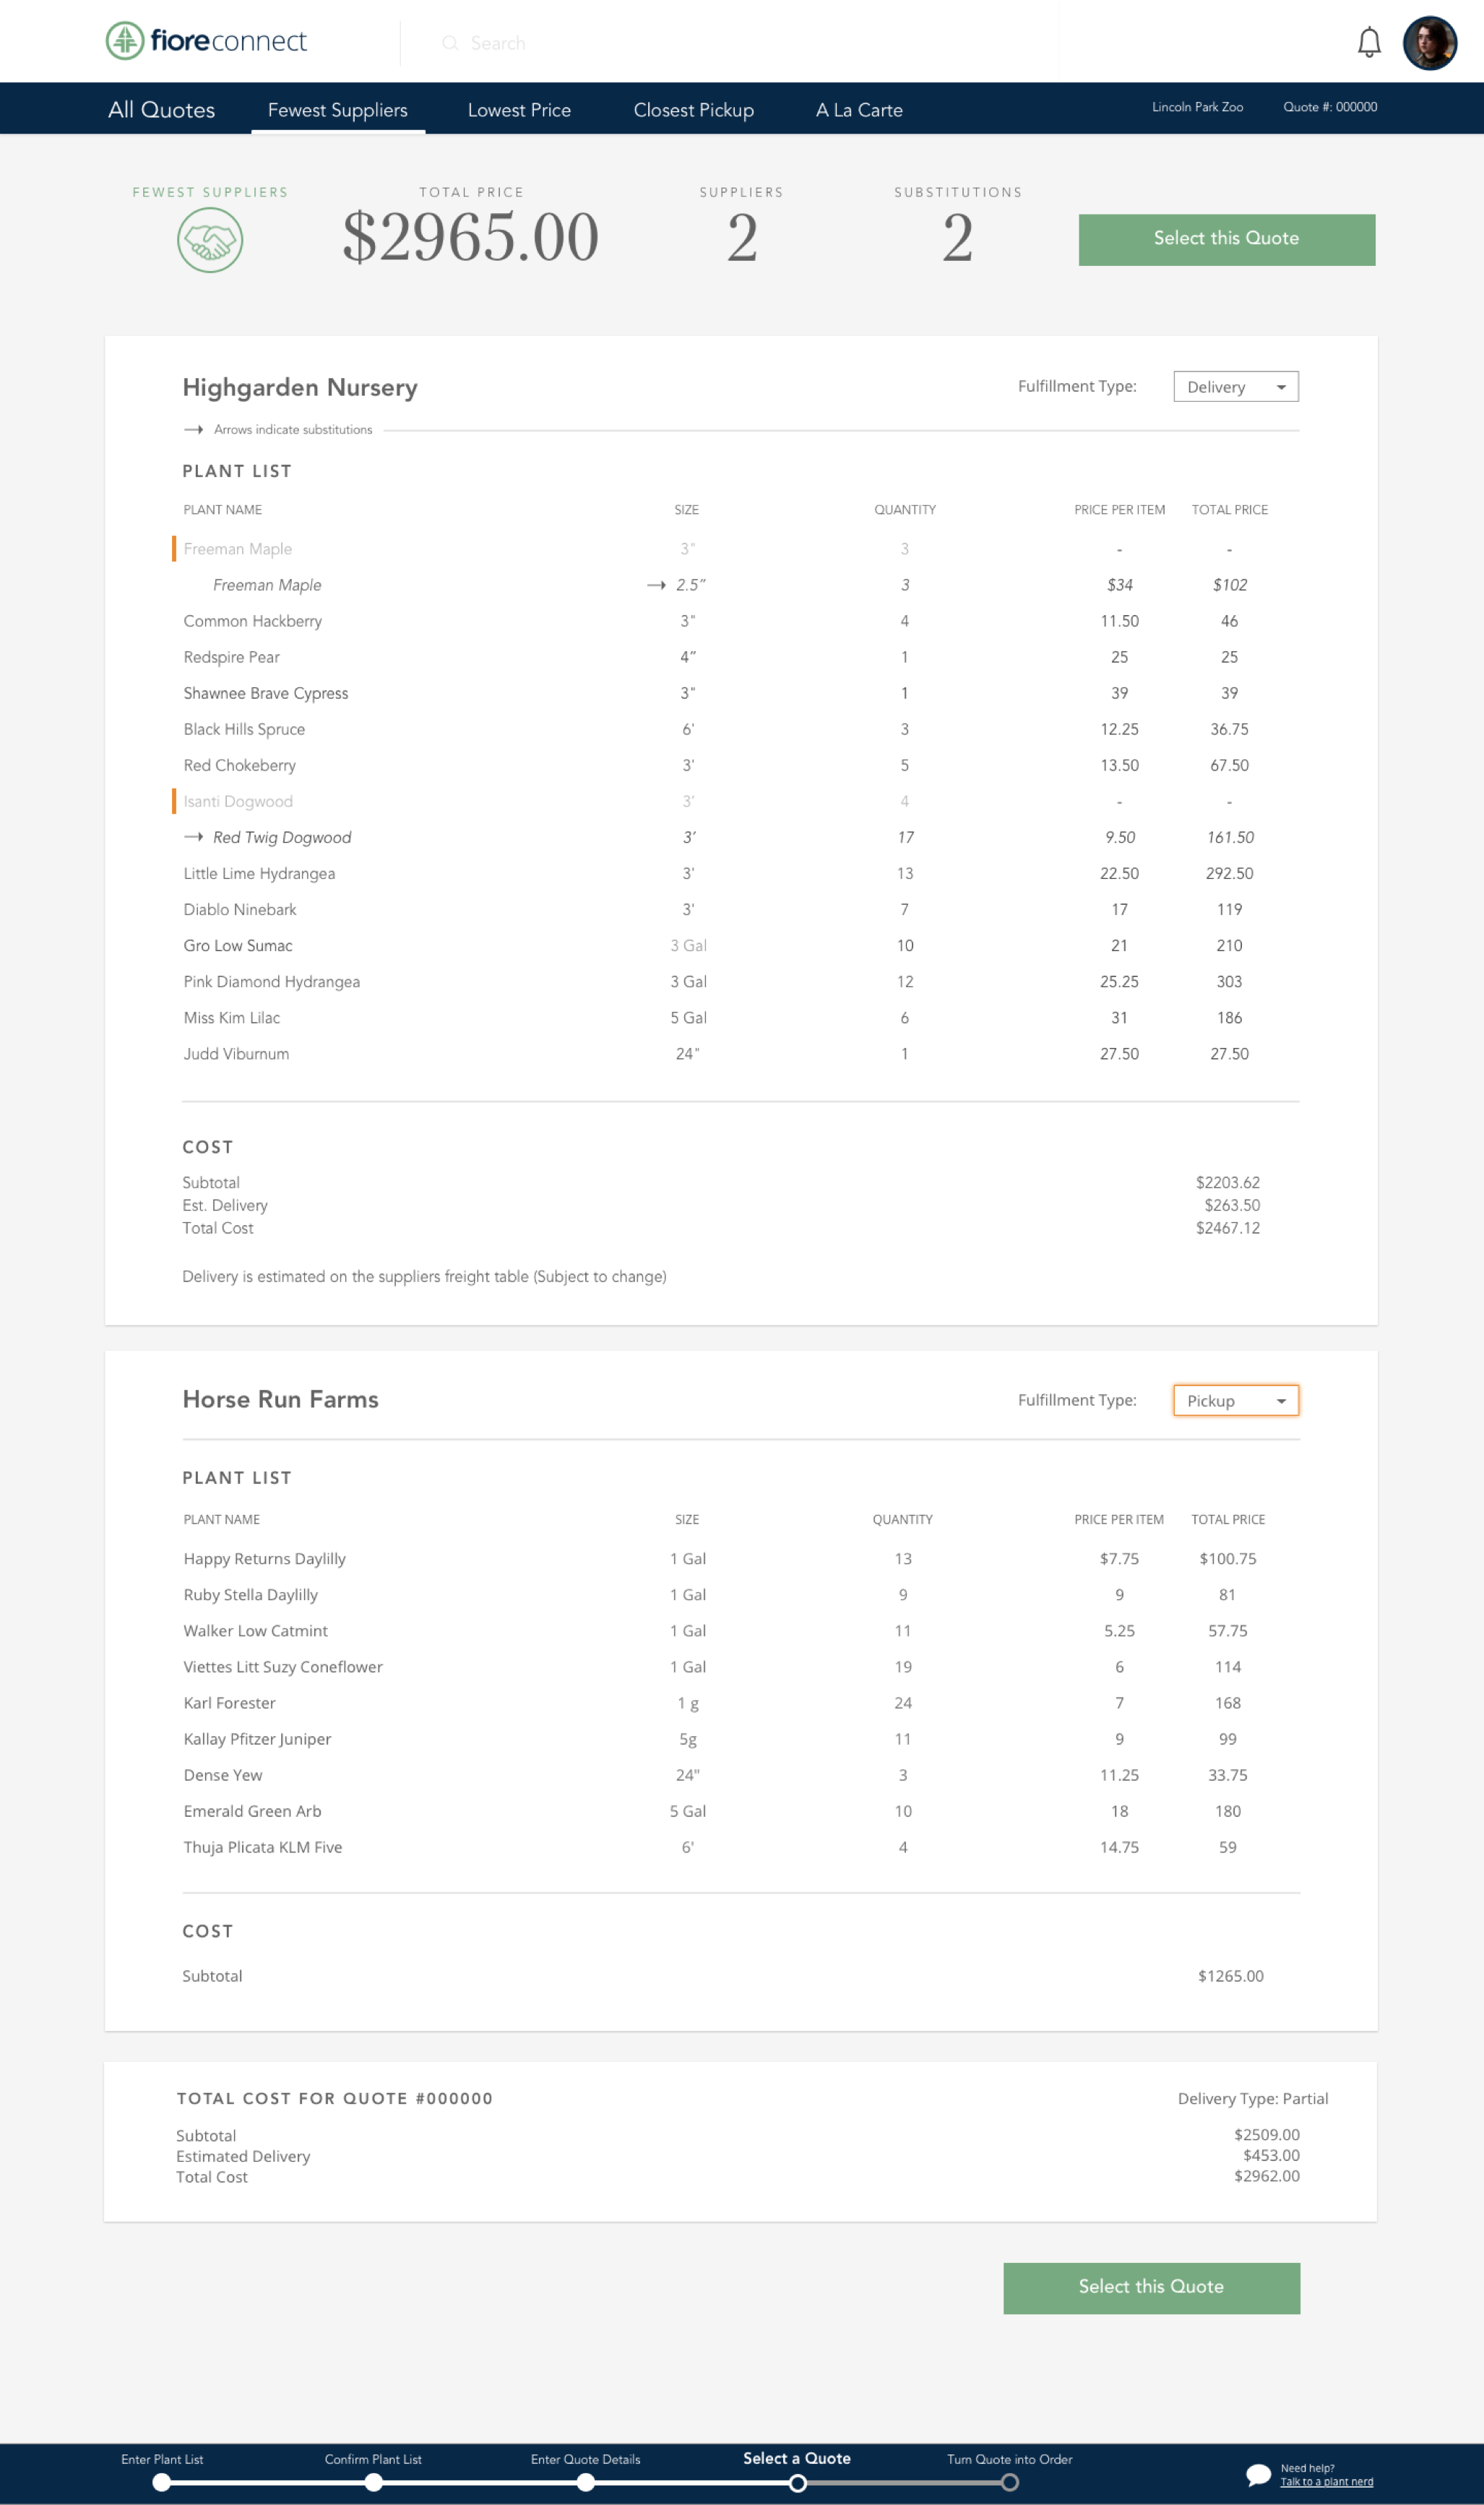 fioreconnect Search
All Quotes Fewest Suppliers Lowest Price Closest Pickup A La Carte Lincoln Park Zoo Quote #: 000000
FEWEST SUPPLIERS TOTAL PRICE SUPPLIERS SUBSTITUTIONS
$2965.00 2 2 Select this Quote
Highgarden Nursery Fulfillment Type: Delivery
→ Arrows indicate substitutions
PLANT LIST
PLANT NAME SIZE QUANTITY PRICE PER ITEM TOTAL PRICE
Freeman Maple 3" 3 - -
Freeman Maple → 2.5” 3 $34 $102
Common Hackberry 3" 4 11.50 46
Redspire Pear 4” 1 25 25
Shawnee Brave Cypress 3" 1 39 39
Black Hills Spruce 6' 3 12.25 36.75
Red Chokeberry 3' 5 13.50 67.50
Isanti Dogwood 3' 4 - -
→ Red Twig Dogwood 3’ 17 9.50 161.50
Little Lime Hydrangea 3' 13 22.50 292.50
Diablo Ninebark 3' 7 17 119
Gro Low Sumac 3 Gal 10 21 210
Pink Diamond Hydrangea 3 Gal 12 25.25 303
Miss Kim Lilac 5 Gal 6 31 186
Judd Viburnum 24" 1 27.50 27.50
COST
Subtotal $2203.62
Est. Delivery $263.50
Total Cost $2467.12
Delivery is estimated on the suppliers freight table (Subject to change)
Horse Run Farms Fulfillment Type: Pickup
PLANT LIST
PLANT NAME SIZE QUANTITY PRICE PER ITEM TOTAL PRICE
Happy Returns Daylilly 1 Gal 13 $7.75 $100.75
Ruby Stella Daylilly 1 Gal 9 9 81
Walker Low Catmint 1 Gal 11 5.25 57.75
Viettes Litt Suzy Coneflower 1 Gal 19 6 114
Karl Forester 1 g 24 7 168
Kallay Pfitzer Juniper 5g 11 9 99
Dense Yew 24" 3 11.25 33.75
Emerald Green Arb 5 Gal 10 18 180
Thuja Plicata KLM Five 6' 4 14.75 59
COST
Subtotal $1265.00
TOTAL COST FOR QUOTE #000000 Delivery Type: Partial
Subtotal $2509.00
Estimated Delivery $453.00
Total Cost $2962.00
Select this Quote
Enter Plant List Confirm Plant List Enter Quote Details Select a Quote Turn Quote into Order Need help?
Talk to a plant nerd